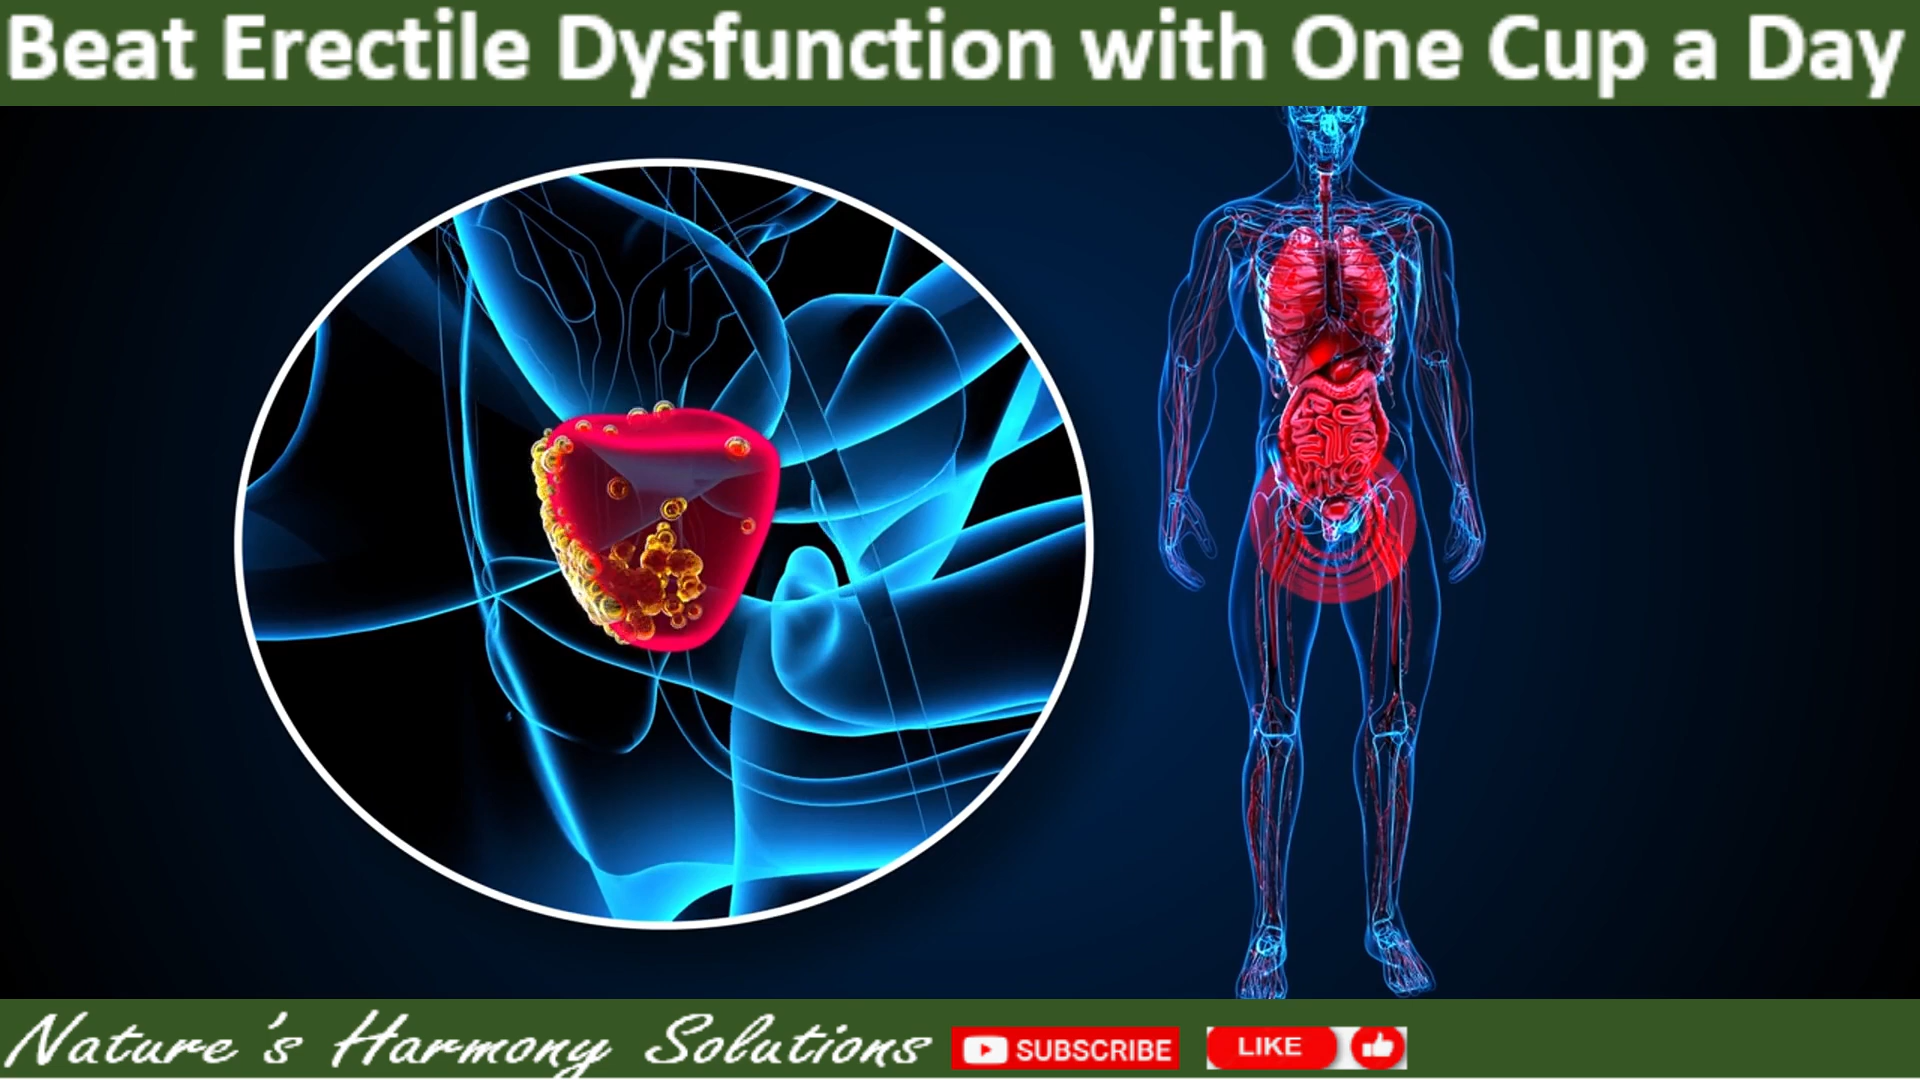 Beat Erectile Dysfunction with One Cup a Day
Nature's Harmony Solutions
SUBSCRIBE
LIKE